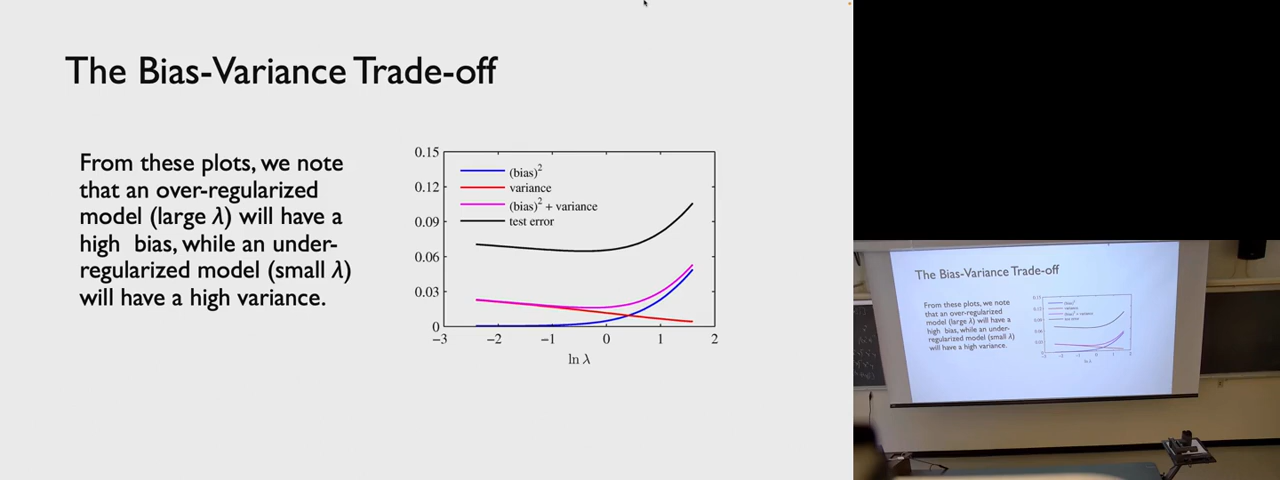 The Bias-Variance Trade-off
From these plots, we note
that an over-regularized
model (large λ) will have a
high bias, while an under-
regularized model (small λ)
will have a high variance.
0.15
0.12
0.09
0.06
0.03
0
(bias)²
variance
(bias)² + variance
test error
−3 −2 −1 0 1 2
ln λ
The Bias-Variance Trade-off
From these plots, we note
that an over-regularized
model (large λ) will have a
high bias, while an under-
regularized model (small λ)
will have a high variance.